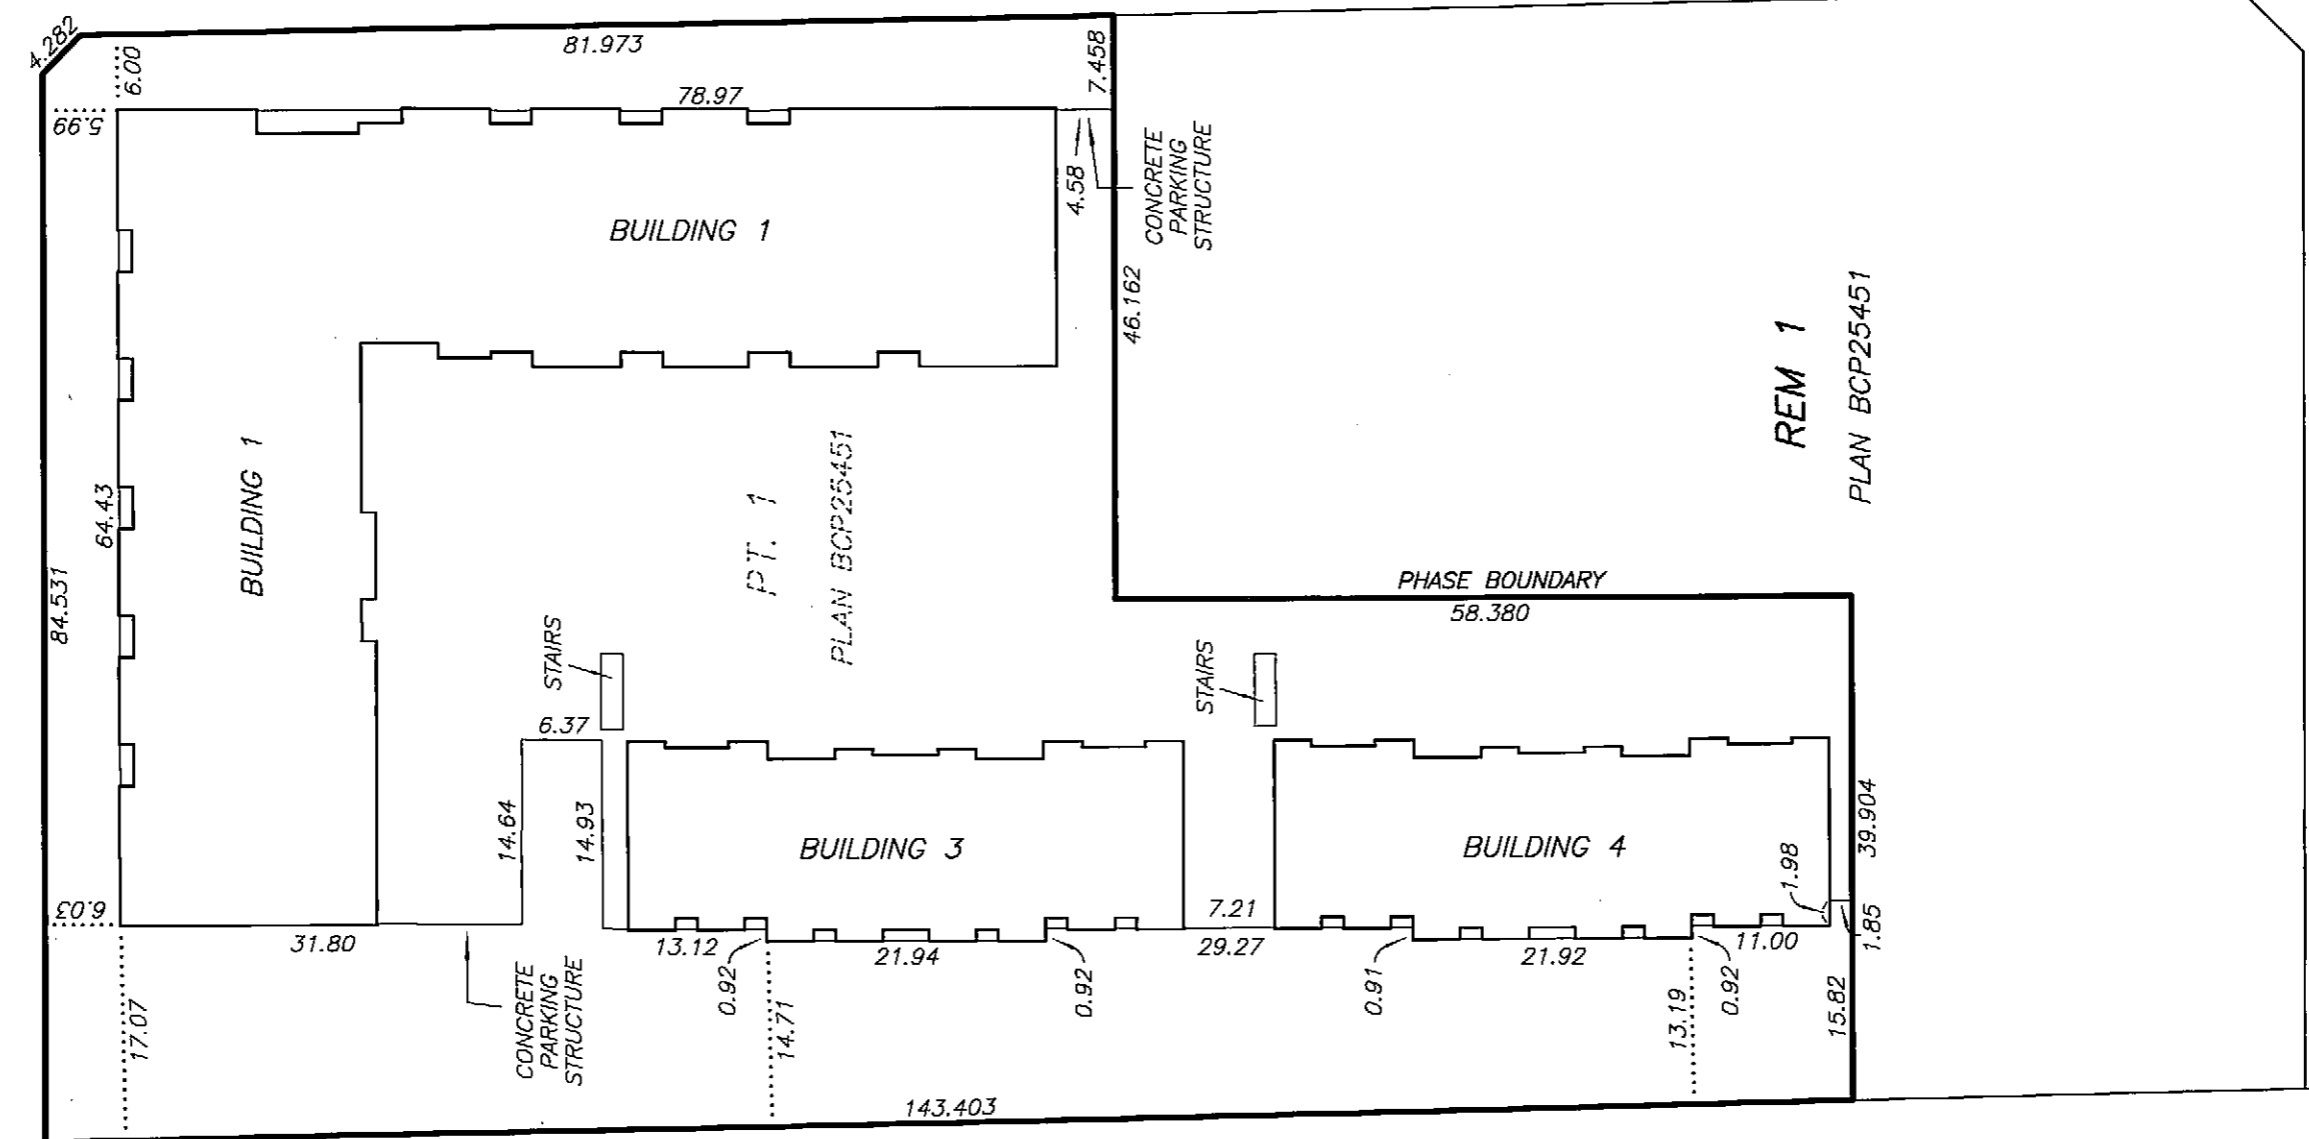 4.282
81.973
6.00
7.458
5.99
78.97
4.58
CONCRETE
PARKING
STRUCTURE
BUILDING 1
46.162
REM 1
PLAN BCP25451
BUILDING 1
64.43
84.531
PT. 1
PLAN BCP25451
PHASE BOUNDARY
58.380
STAIRS
STAIRS
6.37
14.64
14.93
BUILDING 3
BUILDING 4
1.98
39.904
6.03
31.80
13.12
0.92
21.94
0.92
7.21
29.27
0.91
21.92
0.92
11.00
1.85
17.07
CONCRETE
PARKING
STRUCTURE
14.71
13.19
15.82
143.403